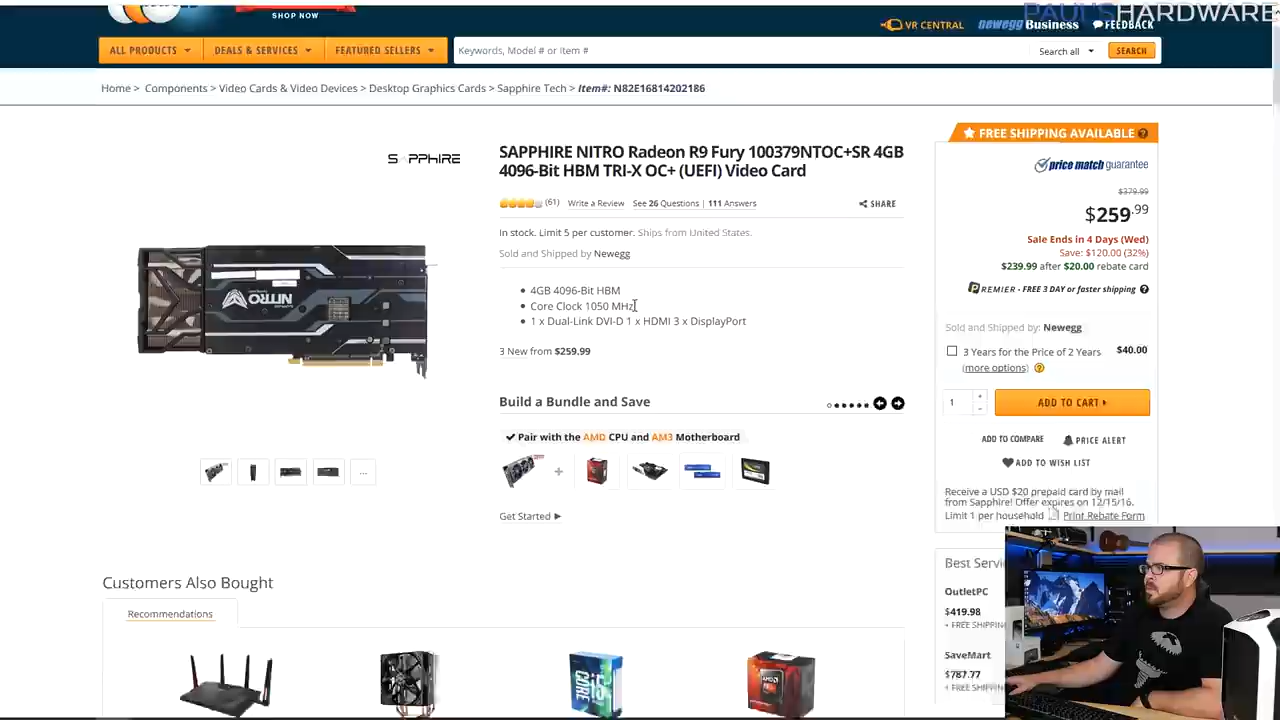 PAUL'S HARDWARE
SHOP NOW
VR CENTRAL
newegg Business
FEEDBACK
ALL PRODUCTS
DEALS & SERVICES
FEATURED SELLERS
Keywords, Model # or Item #
Search all
SEARCH
Home > Components > Video Cards & Video Devices > Desktop Graphics Cards > Sapphire Tech > Item#: N82E16814202186
SAPPHIRE
SAPPHIRE NITRO Radeon R9 Fury 100379NTOC+SR 4GB
4096-Bit HBM TRI-X OC+ (UEFI) Video Card
(61) Write a Review See 26 Questions | 111 Answers
SHARE
In stock. Limit 5 per customer. Ships from United States.
Sold and Shipped by Newegg
4GB 4096-Bit HBM
Core Clock 1050 MHz
1 x Dual-Link DVI-D 1 x HDMI 3 x DisplayPort
3 New from $259.99
NITRO
Build a Bundle and Save
Pair with the AMD CPU and AM3 Motherboard
+
...
Get Started
FREE SHIPPING AVAILABLE ?
price match guarantee
$379.99
$259.99
Sale Ends in 4 Days (Wed)
Save: $120.00 (32%)
$239.99 after $20.00 rebate card
PREMIER - FREE 3 DAY or faster shipping ?
Sold and Shipped by: Newegg
3 Years for the Price of 2 Years $40.00
(more options) ?
1
ADD TO CART
ADD TO COMPARE
PRICE ALERT
ADD TO WISH LIST
Receive a USD $20 prepaid card by mail
from Sapphire! Offer expires on 12/15/16.
Limit 1 per household
Print Rebate Form
Best Servi
OutletPC
$419.98
+ FREE SHIPPIN
SaveMart
$787.77
+ FREE SHIPPIN
Customers Also Bought
Recommendations
CORE i5
AMD